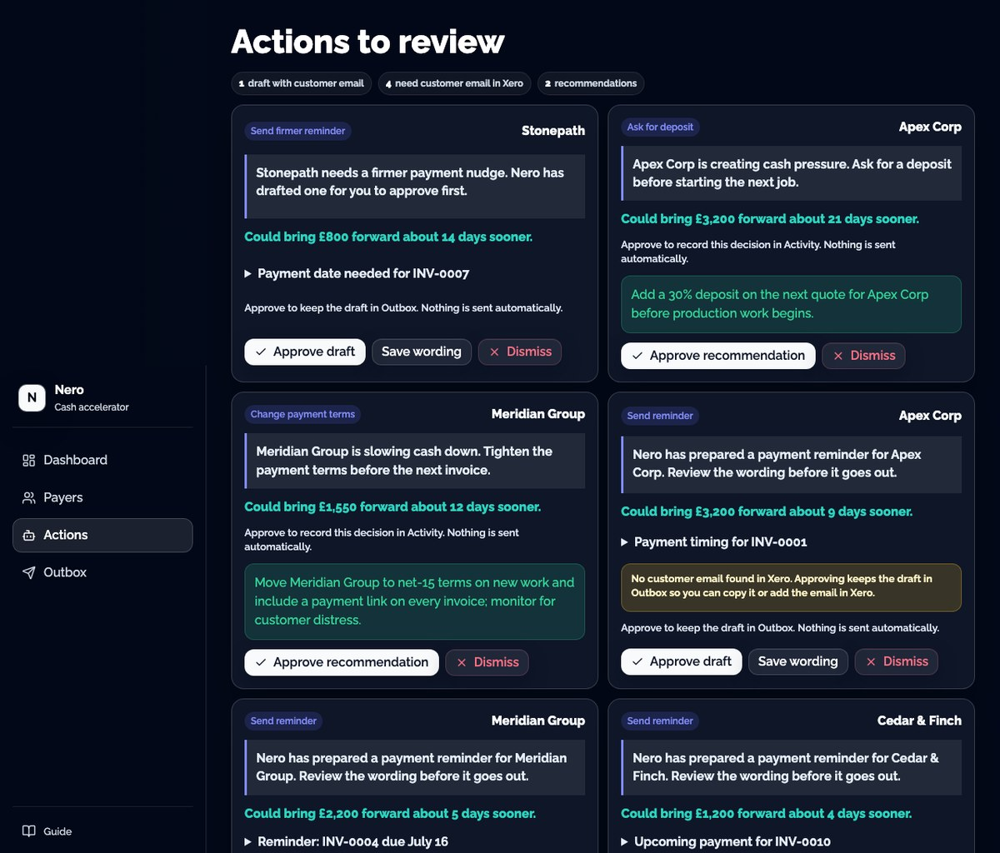 Actions to review
1 draft with customer email
4 need customer email in Xero
2 recommendations
Send firmer reminder
Stonepath
Stonepath needs a firmer payment nudge. Nero has
drafted one for you to approve first.
Could bring £800 forward about 14 days sooner.
Payment date needed for INV-0007
Approve to keep the draft in Outbox. Nothing is sent automatically.
Approve draft
Save wording
Dismiss
Ask for deposit
Apex Corp
Apex Corp is creating cash pressure. Ask for a deposit
before starting the next job.
Could bring £3,200 forward about 21 days sooner.
Approve to record this decision in Activity. Nothing is sent
automatically.
Add a 30% deposit on the next quote for Apex Corp
before production work begins.
Approve recommendation
Dismiss
N
Nero
Cash accelerator
Dashboard
Payers
Actions
Outbox
Guide
Change payment terms
Meridian Group
Meridian Group is slowing cash down. Tighten the
payment terms before the next invoice.
Could bring £1,550 forward about 12 days sooner.
Approve to record this decision in Activity. Nothing is sent
automatically.
Move Meridian Group to net-15 terms on new work and
include a payment link on every invoice; monitor for
customer distress.
Approve recommendation
Dismiss
Send reminder
Apex Corp
Nero has prepared a payment reminder for Apex
Corp. Review the wording before it goes out.
Could bring £3,200 forward about 9 days sooner.
Payment timing for INV-0001
No customer email found in Xero. Approving keeps the draft in
Outbox so you can copy it or add the email in Xero.
Approve to keep the draft in Outbox. Nothing is sent automatically.
Approve draft
Save wording
Dismiss
Send reminder
Meridian Group
Nero has prepared a payment reminder for Meridian
Group. Review the wording before it goes out.
Could bring £2,200 forward about 5 days sooner.
Reminder: INV-0004 due July 16
Send reminder
Cedar & Finch
Nero has prepared a payment reminder for Cedar &
Finch. Review the wording before it goes out.
Could bring £1,200 forward about 4 days sooner.
Upcoming payment for INV-0010